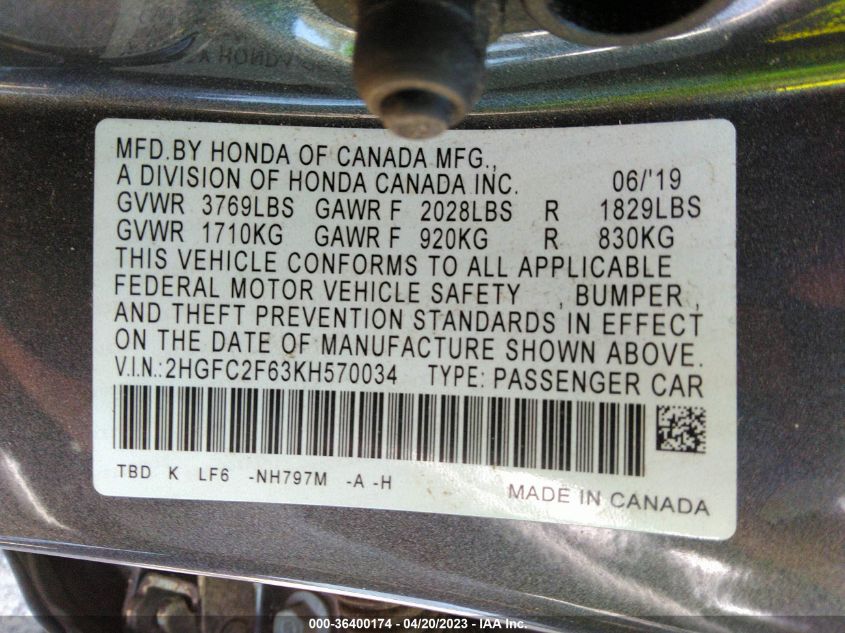 MFD.BY HONDA OF CANADA MFG.,
A DIVISION OF HONDA CANADA INC. 06/'19
GVWR 3769LBS GAWR F 2028LBS R 1829LBS
GVWR 1710KG GAWR F 920KG R 830KG
THIS VEHICLE CONFORMS TO ALL APPLICABLE
FEDERAL MOTOR VEHICLE SAFETY , BUMPER ,
AND THEFT PREVENTION STANDARDS IN EFFECT
ON THE DATE OF MANUFACTURE SHOWN ABOVE.
V.I.N.:2HGFC2F63KH570034 TYPE: PASSENGER CAR
TBD K LF6 -NH797M -A -H
MADE IN CANADA
000-36400174 - 04/20/2023 - IAA Inc.